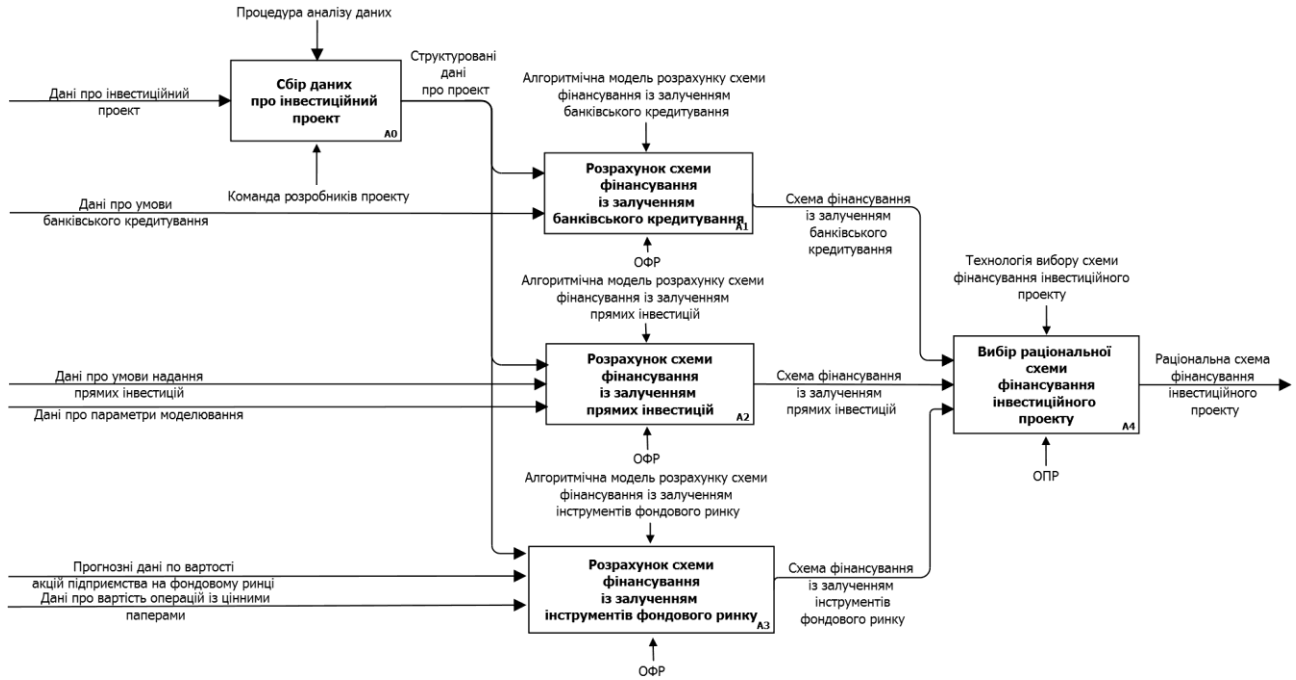 Процедура аналізу даних
Дані про інвестиційний
проект
Збір даних
про інвестиційний
проект
A0
Структуровані
дані
про проект
Команда розробників проекту
Дані про умови
банківського кредитування
Алгоритмічна модель розрахунку схеми
фінансування із залученням
банківського кредитування
Розрахунок схеми
фінансування
із залученням
банківського кредитування
A1
ОФР
Схема фінансування
із залученням
банківського
кредитування
Алгоритмічна модель розрахунку схеми
фінансування із залученням
прямих інвестицій
Дані про умови надання
прямих інвестицій
Дані про параметри моделювання
Розрахунок схеми
фінансування
із залученням
прямих інвестицій
A2
ОФР
Схема фінансування
із залученням
прямих інвестицій
Технологія вибору схеми
фінансування інвестиційного
проекту
Вибір раціональної
схеми
фінансування
інвестиційного
проекту
A4
ОПР
Раціональна схема
фінансування
інвестиційного
проекту
Алгоритмічна модель розрахунку схеми
фінансування із залученням
інструментів фондового ринку
Прогнозні дані по вартості
акцій підприємства на фондовому ринці
Дані про вартість операцій із цінними
паперами
Розрахунок схеми
фінансування
із залученням
інструментів фондового ринку
A3
ОФР
Схема фінансування
із залученням
інструментів
фондового ринку